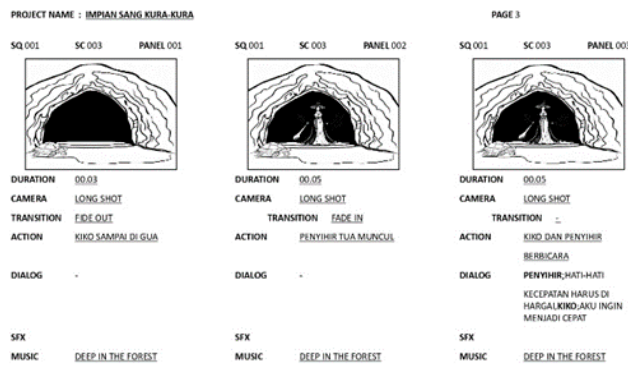 PROJECT NAME : IMPIAN SANG KURA-KURA PAGE 3
SQ 001 SC 003 PANEL 001
DURATION 00.03
CAMERA LONG SHOT
TRANSITION FIDE OUT
ACTION KIKO SAMPAI DI GUA
DIALOG -
SFX
MUSIC DEEP IN THE FOREST
SQ 001 SC 003 PANEL 002
DURATION 00.05
CAMERA LONG SHOT
TRANSITION FADE IN
ACTION PENYIHIR TUA MUNCUL
DIALOG -
SFX
MUSIC DEEP IN THE FOREST
SQ 001 SC 003 PANEL 003
DURATION 00.05
CAMERA LONG SHOT
TRANSITION -
ACTION KIKO DAN PENYIHIR
BERBICARA
DIALOG PENYIHIR;HATI-HATI
KECEPATAN HARUS DI
HARGAI,KIKO;AKU INGIN
MENJADI CEPAT
SFX
MUSIC DEEP IN THE FOREST